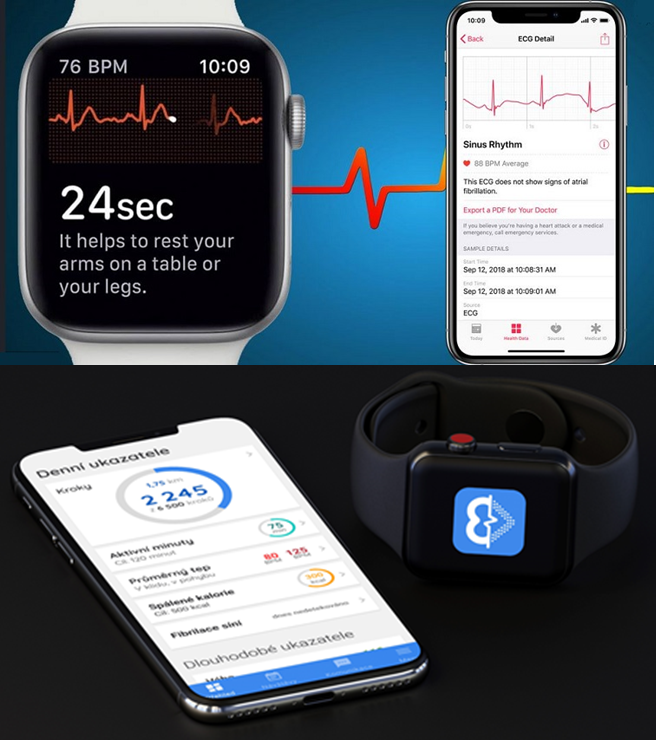 76 BPM 10:09
24sec
It helps to rest your
arms on a table or
your legs.
10:09
Back ECG Detail
Sinus Rhythm
88 BPM Average
This ECG does not show signs of atrial
fibrillation.
Export a PDF for Your Doctor
If you believe you're having a heart attack or a medical
emergency, call emergency services.
SAMPLE DETAILS
Start Time
Sep 12, 2018 at 10:08:31 AM
End Time
Sep 12, 2018 at 10:09:01 AM
Source
ECG
Today Health Data Sources Medical ID
Denní ukazatele
Kroky
1,75 km
2 245
z 6 500 kroků
Aktivní minuty
Cíl: 120 minut
75
min
Průměrný tep
V klidu, v pohybu
80 125
BPM BPM
Spálené kalorie
Cíl: 500 kcal
300
kcal
Fibrilace síní
dnes nedetekováno
Dlouhodobé ukazatele